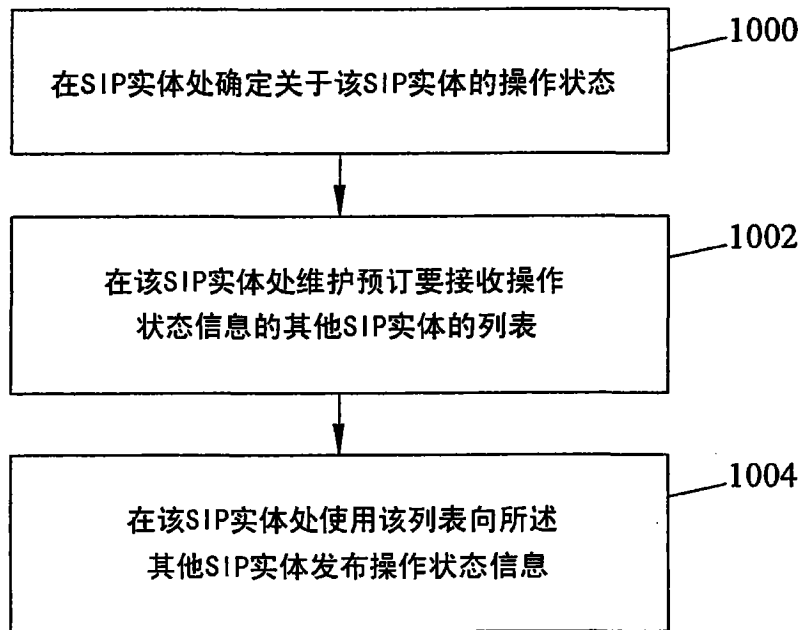 1000
在SIP实体处确定关于该SIP实体的操作状态
1002
在该SIP实体处维护预订要接收操作
状态信息的其他SIP实体的列表
1004
在该SIP实体处使用该列表向所述
其他SIP实体发布操作状态信息